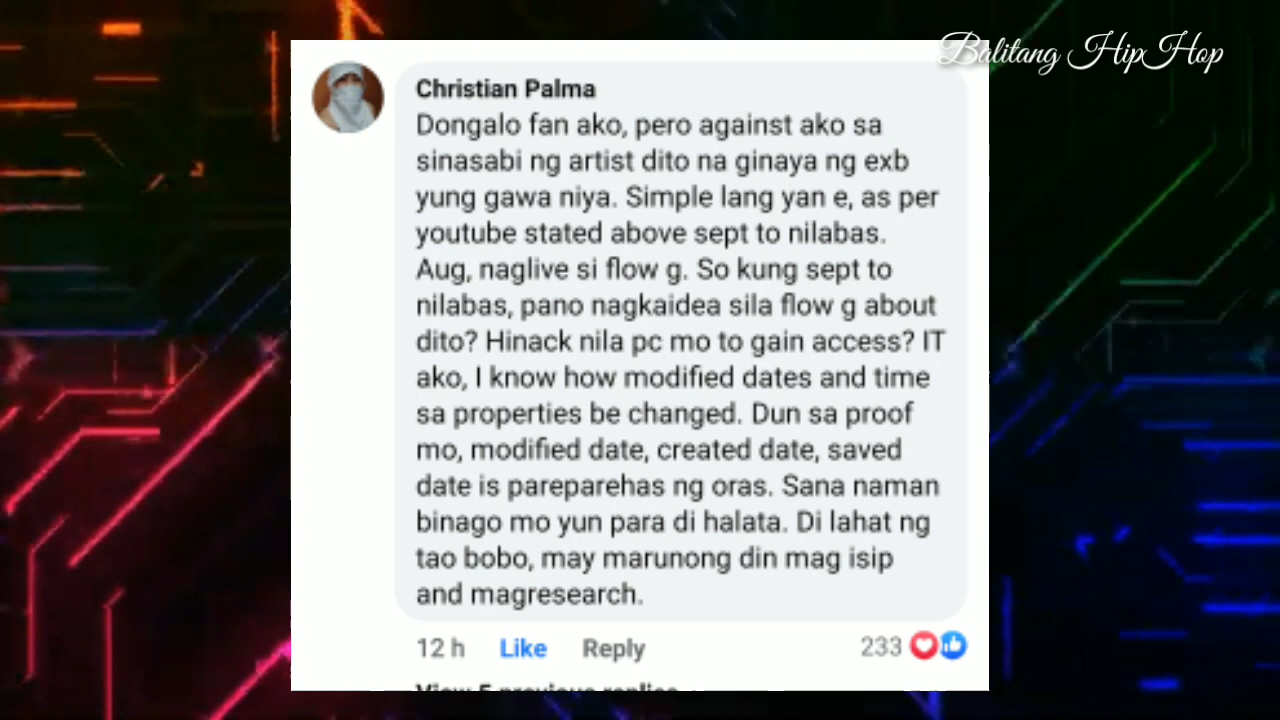 Balitang HipHop
Christian Palma
Dongalo fan ako, pero against ako sa
sinasabi ng artist dito na ginaya ng exb
yung gawa niya. Simple lang yan e, as per
youtube stated above sept to nilabas.
Aug, naglive si flow g. So kung sept to
nilabas, pano nagkaidea sila flow g about
dito? Hinack nila pc mo to gain access? IT
ako, I know how modified dates and time
sa properties be changed. Dun sa proof
mo, modified date, created date, saved
date is pareparehas ng oras. Sana naman
binago mo yun para di halata. Di lahat ng
tao bobo, may marunong din mag isip
and magresearch.
12 h Like Reply 233
View 5 previous replies